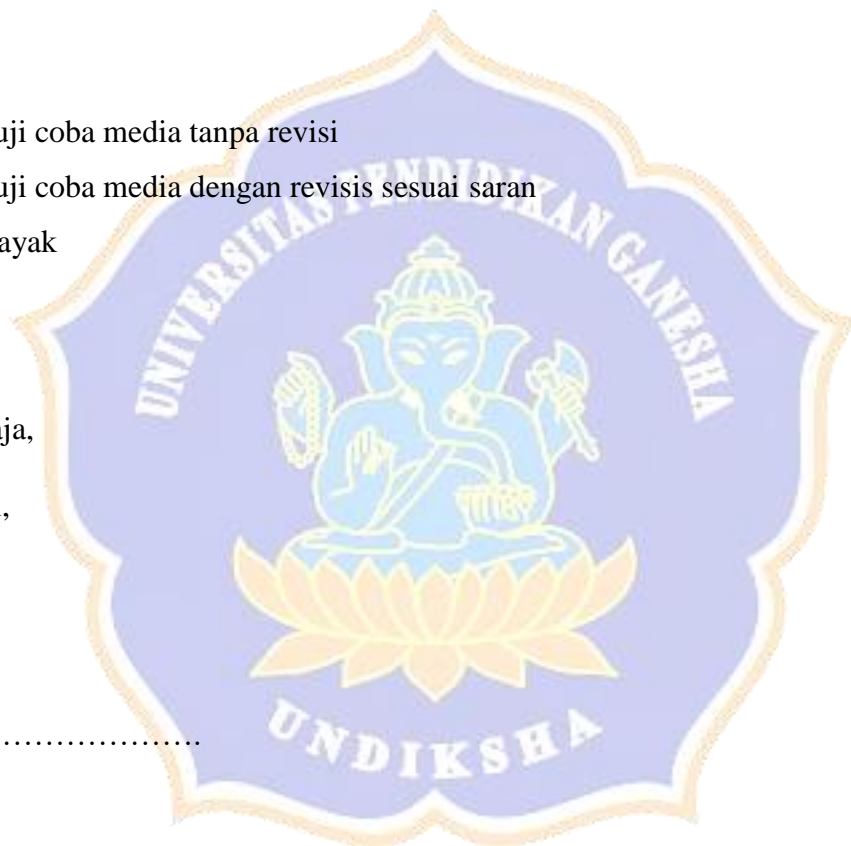 uji coba media tanpa revisi
uji coba media dengan revisis sesuai saran
ayak
UNIVERSITAS PENDIDIKAN GANESHA
ja,
,
………………….
UNDIKSHA